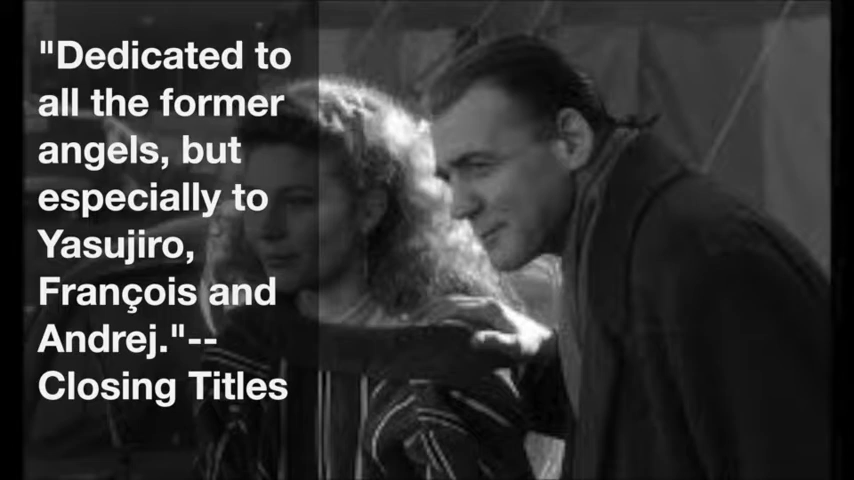 "Dedicated to
all the former
angels, but
especially to
Yasujiro,
François and
Andrej."--
Closing Titles